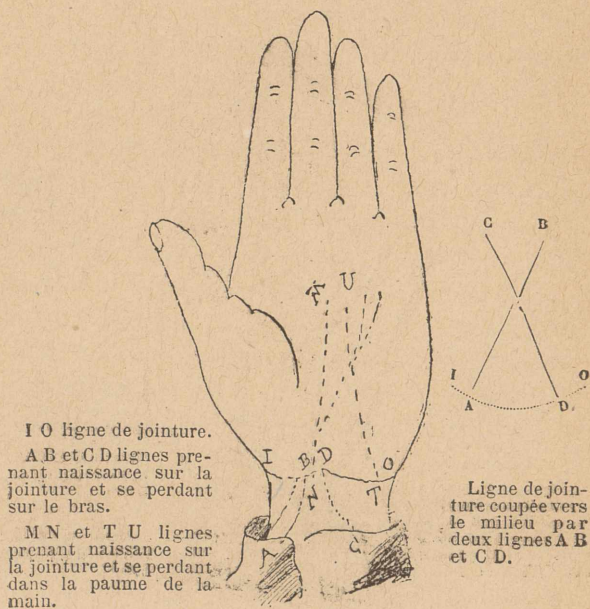 C B
I O
A D
M U
I B D O
N T
A C
I O ligne de jointure.
A B et C D lignes pre-
nant naissance sur la
jointure et se perdant
sur le bras.
M N et T U lignes
prenant naissance sur
la jointure et se perdant
dans la paume de la
main.
Ligne de join-
ture coupée vers
le milieu par
deux lignes A B
et C D.